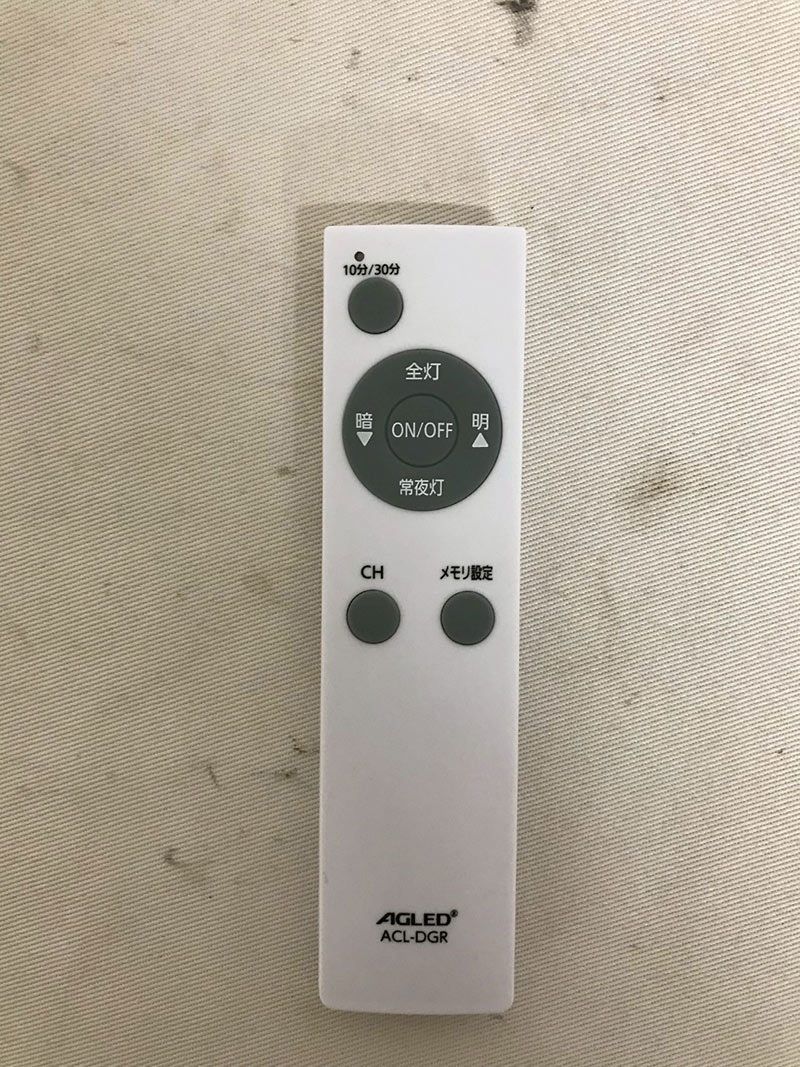 10分/30分
全灯
暗 ON/OFF 明
▼ ▲
常夜灯
CH メモリ設定
AGLED®
ACL-DGR